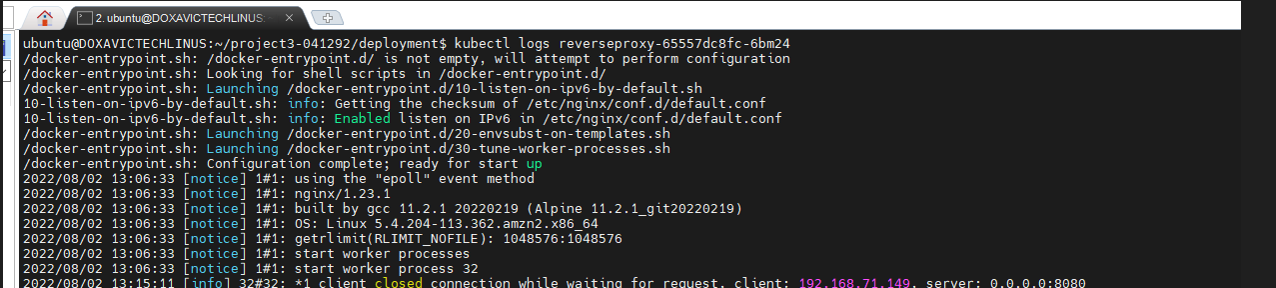 2. ubuntu@DOXAVICTECHLINUS:
ubuntu@DOXAVICTECHLINUS:~/project3-041292/deployment$ kubectl logs reverseproxy-65557dc8fc-6bm24
/docker-entrypoint.sh: /docker-entrypoint.d/ is not empty, will attempt to perform configuration
/docker-entrypoint.sh: Looking for shell scripts in /docker-entrypoint.d/
/docker-entrypoint.sh: Launching /docker-entrypoint.d/10-listen-on-ipv6-by-default.sh
10-listen-on-ipv6-by-default.sh: info: Getting the checksum of /etc/nginx/conf.d/default.conf
10-listen-on-ipv6-by-default.sh: info: Enabled listen on IPv6 in /etc/nginx/conf.d/default.conf
/docker-entrypoint.sh: Launching /docker-entrypoint.d/20-envsubst-on-templates.sh
/docker-entrypoint.sh: Launching /docker-entrypoint.d/30-tune-worker-processes.sh
/docker-entrypoint.sh: Configuration complete; ready for start up
2022/08/02 13:06:33 [notice] 1#1: using the "epoll" event method
2022/08/02 13:06:33 [notice] 1#1: nginx/1.23.1
2022/08/02 13:06:33 [notice] 1#1: built by gcc 11.2.1 20220219 (Alpine 11.2.1_git20220219)
2022/08/02 13:06:33 [notice] 1#1: OS: Linux 5.4.204-113.362.amzn2.x86_64
2022/08/02 13:06:33 [notice] 1#1: getrlimit(RLIMIT_NOFILE): 1048576:1048576
2022/08/02 13:06:33 [notice] 1#1: start worker processes
2022/08/02 13:06:33 [notice] 1#1: start worker process 32
2022/08/02 13:15:11 [info] 32#32: *1 client closed connection while waiting for request, client: 192.168.71.149, server: 0.0.0.0:8080